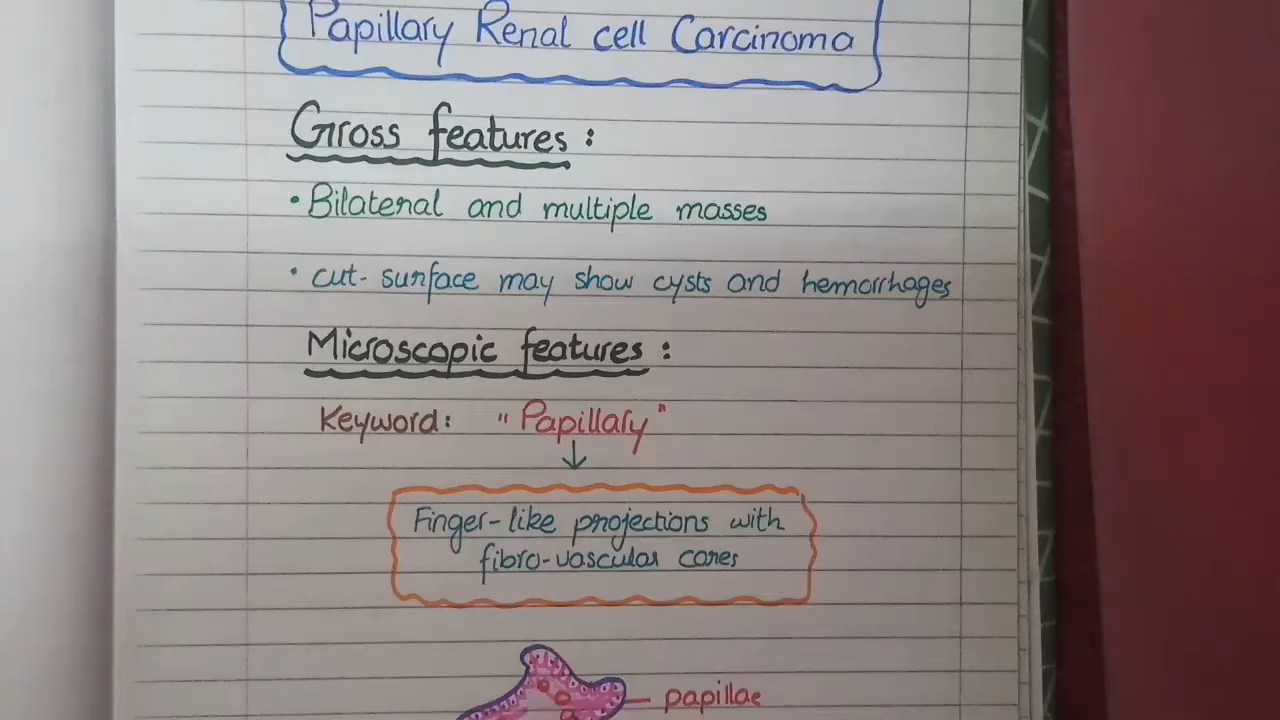 Papillary Renal cell Carcinoma
Gross features:
• Bilateral and multiple masses
• cut-surface may show cysts and hemorrhages
Microscopic features:
Keyword: "Papillary"
Finger-like projections with
fibro-vascular cores
papillae